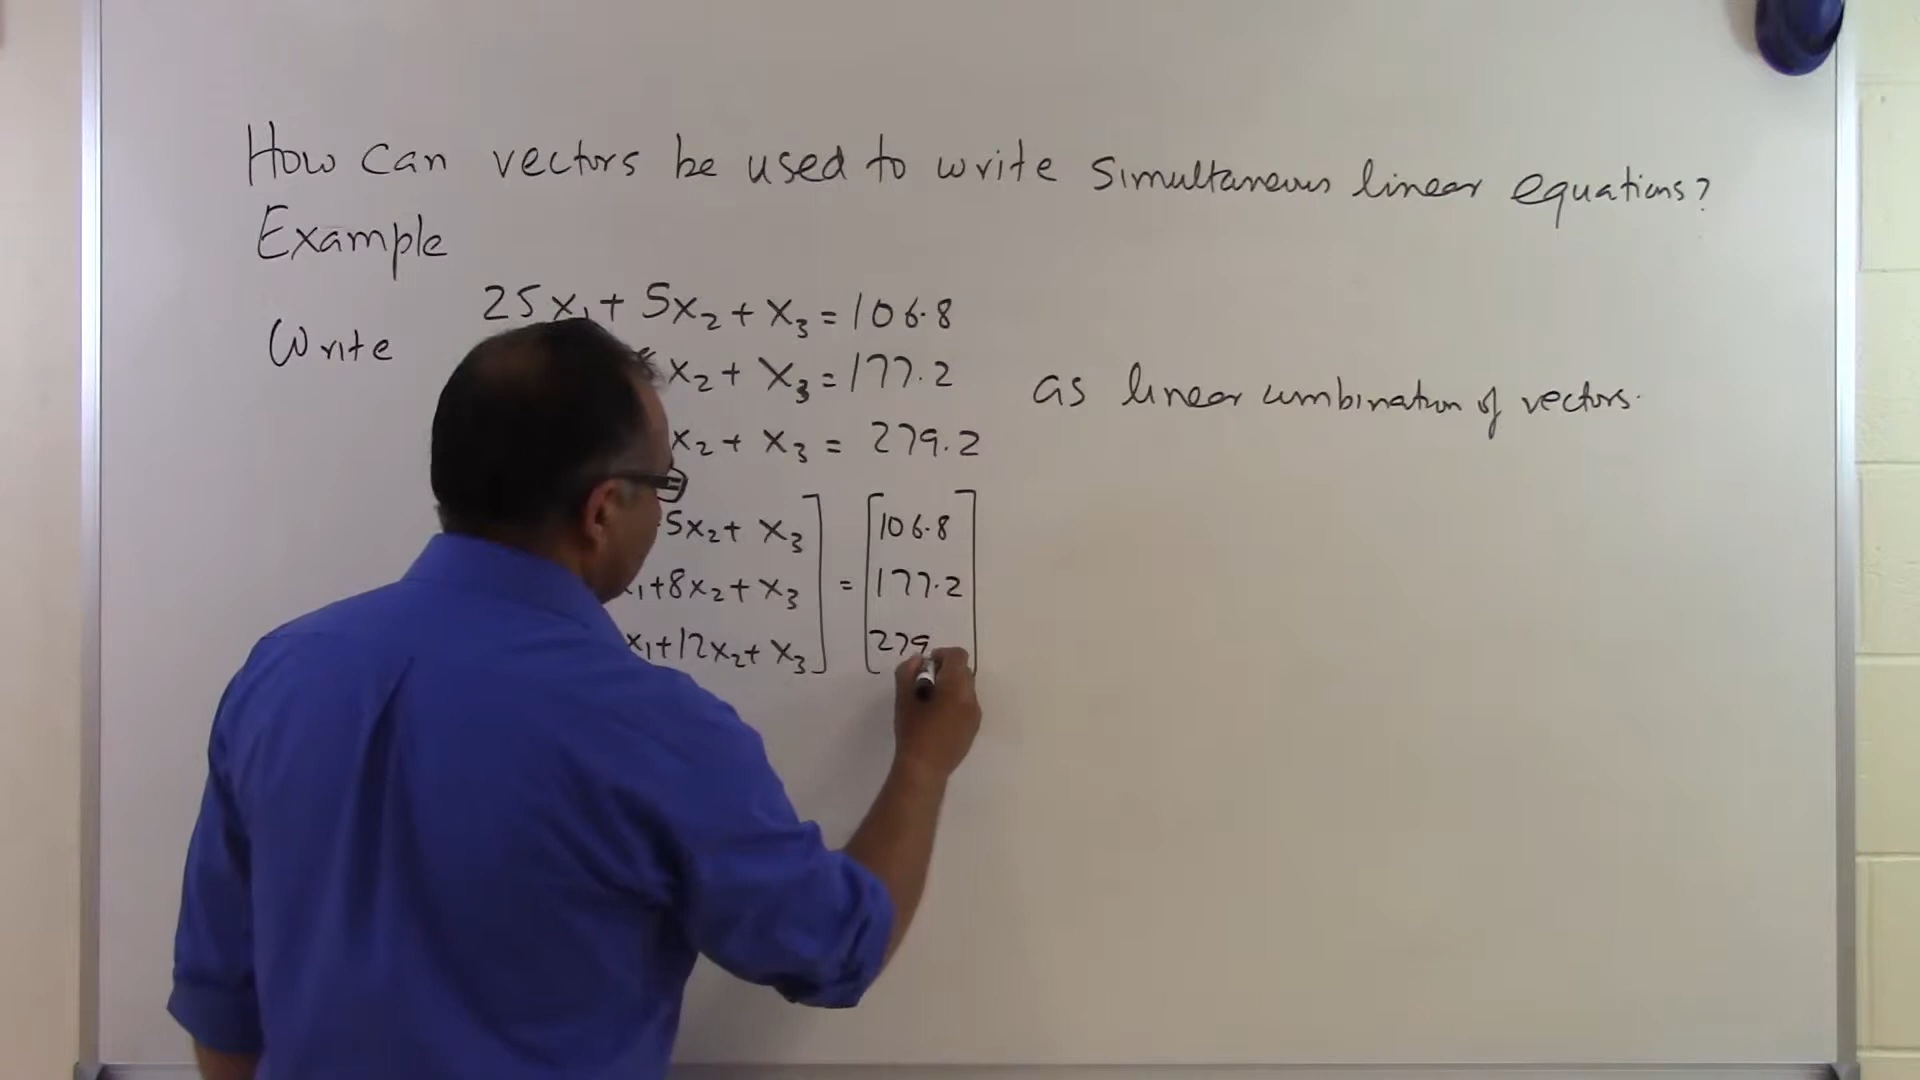 How can vectors be used to write simultaneous linear equations?
Example
Write
25x₁ + 5x₂ + x₃ = 106.8
x₂ + x₃ = 177.2
as linear combination of vectors.
x₂ + x₃ = 279.2
5x₂ + x₃] = [106.8
x₁ + 8x₂ + x₃] = [177.2
x₁ + 12x₂ + x₃] [279